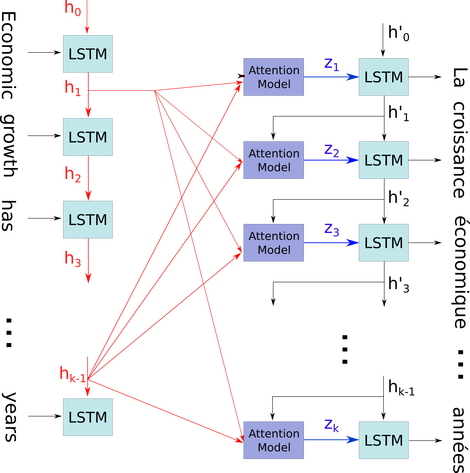 Economic growth has ... years
h0
LSTM
h1
LSTM
h2
LSTM
h3
hk-1
LSTM
Attention
Model
z1
Attention
Model
z2
Attention
Model
z3
Attention
Model
zk
h'0
LSTM
h'1
LSTM
h'2
LSTM
h'3
...
hk-1
LSTM
La croissance économique ... années